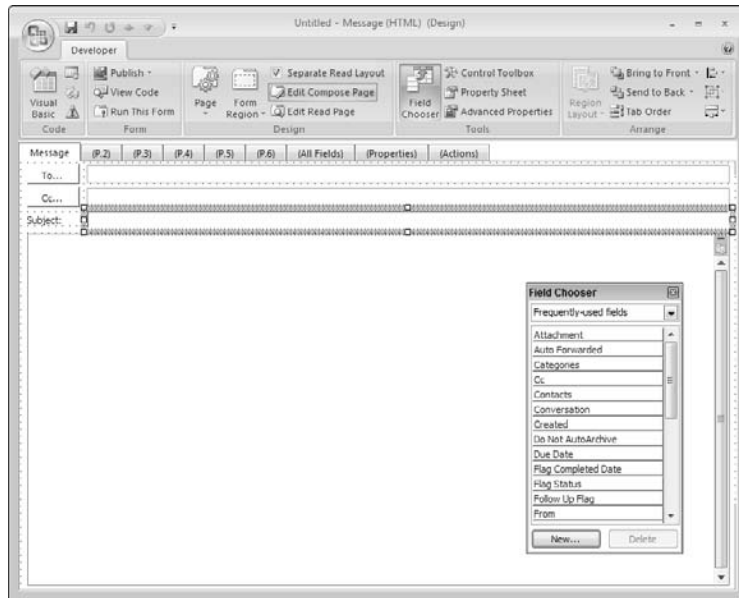 Untitled - Message (HTML) (Design)
Developer
Visual Basic
Publish
View Code
Run This Form
Page
Form Region
Separate Read Layout
Edit Compose Page
Edit Read Page
Field Chooser
Control Toolbox
Property Sheet
Advanced Properties
Region Layout
Bring to Front
Send to Back
Tab Order
Code
Form
Design
Tools
Arrange
Message (P.2) (P.3) (P.4) (P.5) (P.6) (All Fields) (Properties) (Actions)
To...
Cc...
Subject:
Field Chooser
Frequently-used fields
Attachment
Auto Forwarded
Categories
Cc
Contacts
Conversation
Created
Do Not AutoArchive
Due Date
Flag Completed Date
Flag Status
Follow Up Flag
From
New... Delete